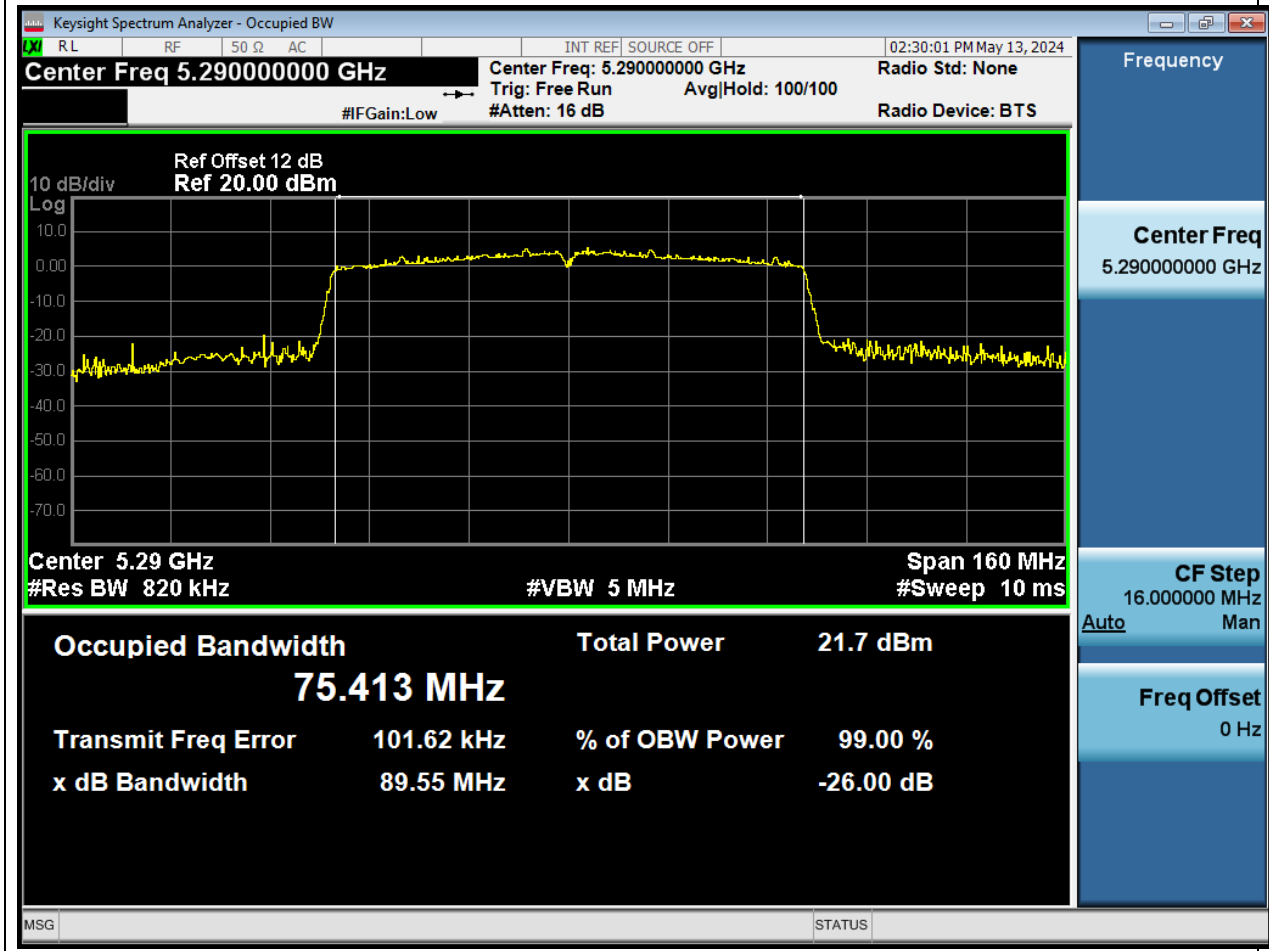 Keysight Spectrum Analyzer - Occupied BW
LXI RL RF 50 Ω AC INT REF SOURCE OFF 02:30:01 PM May 13, 2024
Center Freq 5.290000000 GHz Center Freq: 5.290000000 GHz Radio Std: None
Trig: Free Run Avg|Hold: 100/100
#IFGain:Low #Atten: 16 dB Radio Device: BTS
Ref Offset 12 dB
10 dB/div Ref 20.00 dBm
Log
10.0
0.00
-10.0
-20.0
-30.0
-40.0
-50.0
-60.0
-70.0
Center 5.29 GHz Span 160 MHz
#Res BW 820 kHz #VBW 5 MHz #Sweep 10 ms
Occupied Bandwidth Total Power 21.7 dBm
75.413 MHz
Transmit Freq Error 101.62 kHz % of OBW Power 99.00 %
x dB Bandwidth 89.55 MHz x dB -26.00 dB
Frequency
Center Freq
5.290000000 GHz
CF Step
16.000000 MHz
Auto Man
Freq Offset
0 Hz
MSG STATUS